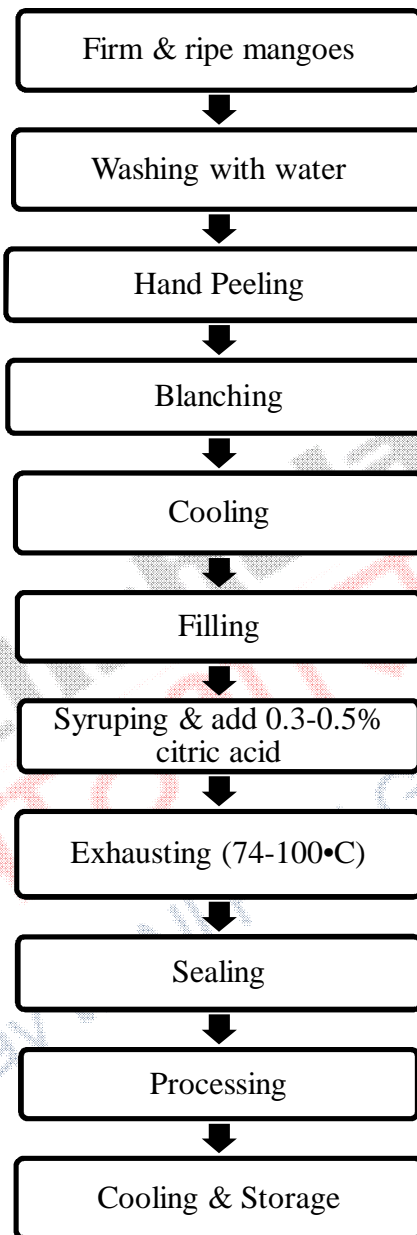 Firm & ripe mangoes
Washing with water
Hand Peeling
Blanching
Cooling
Filling
Syruping & add 0.3-0.5%
citric acid
Exhausting (74-100•C)
Sealing
Processing
Cooling & Storage